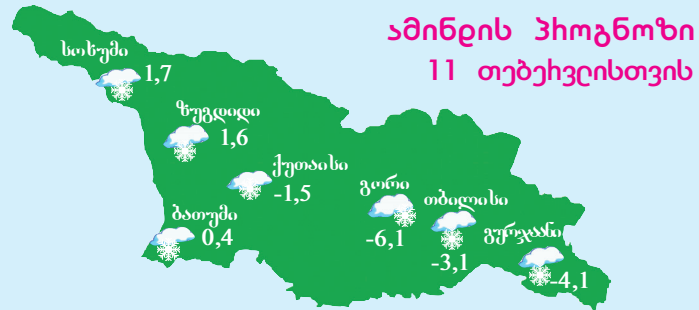 ამინდის პროგნოზი
11 თებერვლისთვის
სოხუმი
1,7
ზუგდიდი
1,6
ქუთაისი
-1,5
გორი
-6,1
თბილისი
-3,1
გურჯაანი
-4,1
ბათუმი
0,4